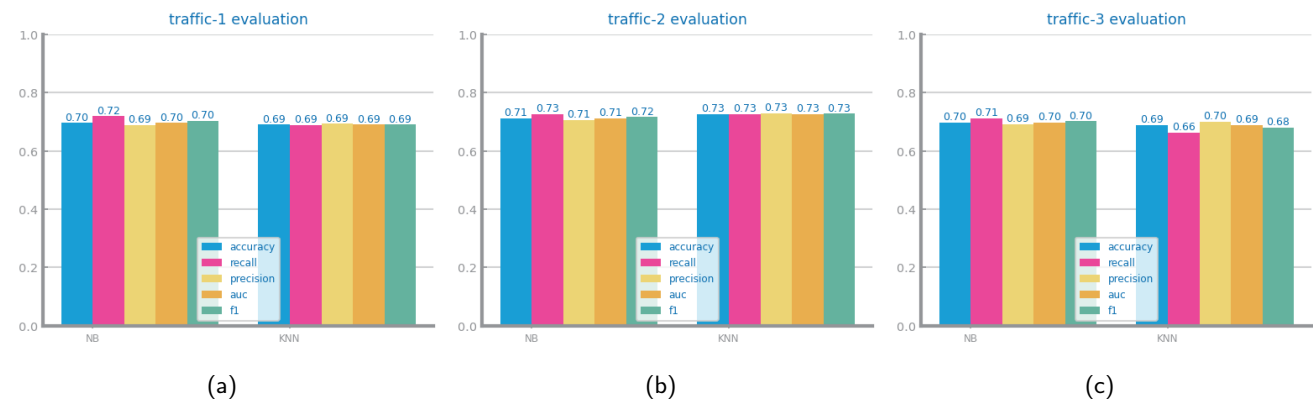 traffic-1 evaluation
1.0
0.8
0.6
0.4
0.2
0.0
0.70 0.72 0.69 0.70 0.70 0.69 0.69 0.69 0.69 0.69
accuracy
recall
precision
auc
f1
NB KNN
(a)
traffic-2 evaluation
1.0
0.8
0.6
0.4
0.2
0.0
0.71 0.73 0.71 0.71 0.72 0.73 0.73 0.73 0.73 0.73
accuracy
recall
precision
auc
f1
NB KNN
(b)
traffic-3 evaluation
1.0
0.8
0.6
0.4
0.2
0.0
0.70 0.71 0.69 0.70 0.70 0.69 0.66 0.70 0.69 0.68
accuracy
recall
precision
auc
f1
NB KNN
(c)